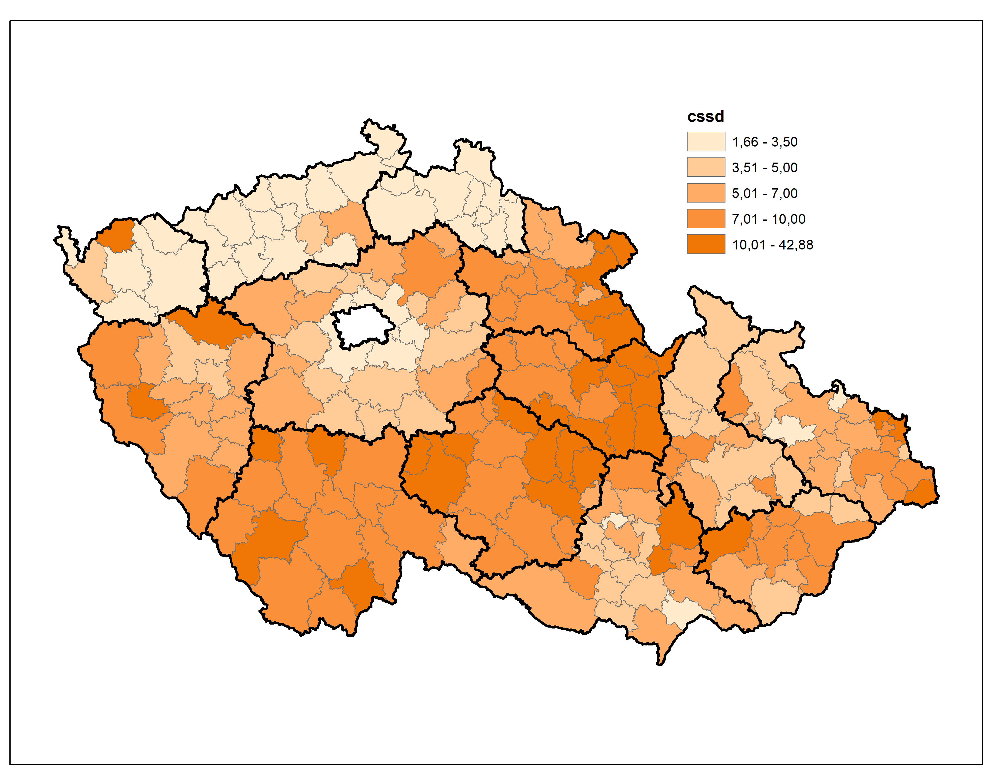 cssd
1,66 - 3,50
3,51 - 5,00
5,01 - 7,00
7,01 - 10,00
10,01 - 42,88